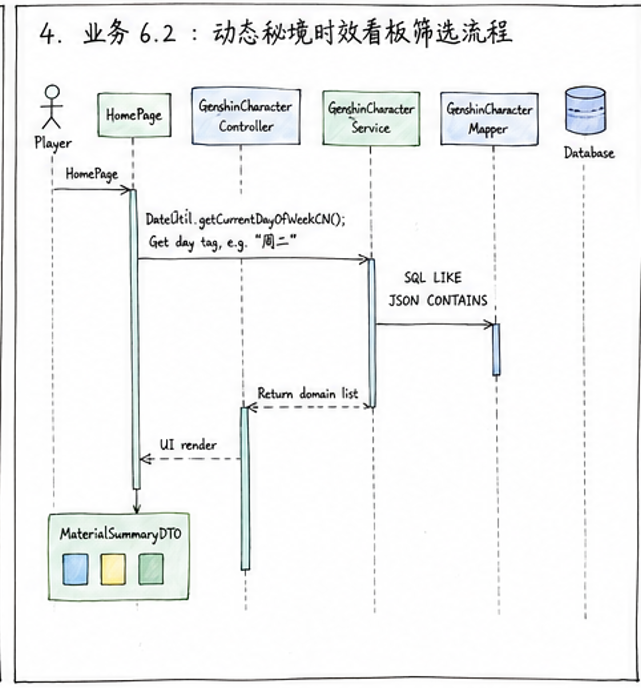 4. 业务 6.2 : 动态秘境时效看板筛选流程
Player
HomePage
GenshinCharacter
Controller
GenshinCharacter
Service
GenshinCharacter
Mapper
Database
HomePage
DateUtil.getCurrentDayOfWeekCN();
Get day tag, e.g. "周二"
SQL LIKE
JSON CONTAINS
Return domain list
UI render
MaterialSummaryDTO